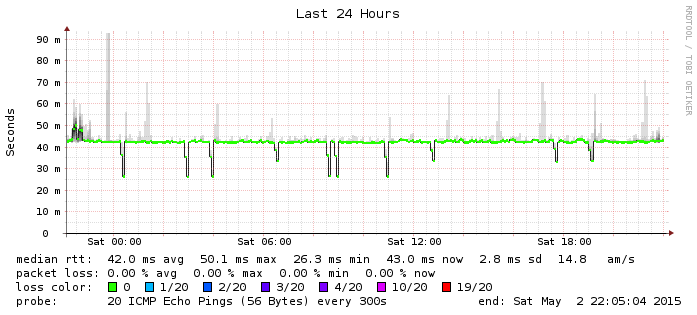 Last 24 Hours
RRDTOOL / TOBI OETIKER
Seconds
90 m
80 m
70 m
60 m
50 m
40 m
30 m
20 m
10 m
0
Sat 00:00 Sat 06:00 Sat 12:00 Sat 18:00
median rtt: 42.0 ms avg 50.1 ms max 26.3 ms min 43.0 ms now 2.8 ms sd 14.8 am/s
packet loss: 0.00 % avg 0.00 % max 0.00 % min 0.00 % now
loss color: 0 1/20 2/20 3/20 4/20 10/20 19/20
probe: 20 ICMP Echo Pings (56 Bytes) every 300s end: Sat May 2 22:05:04 2015